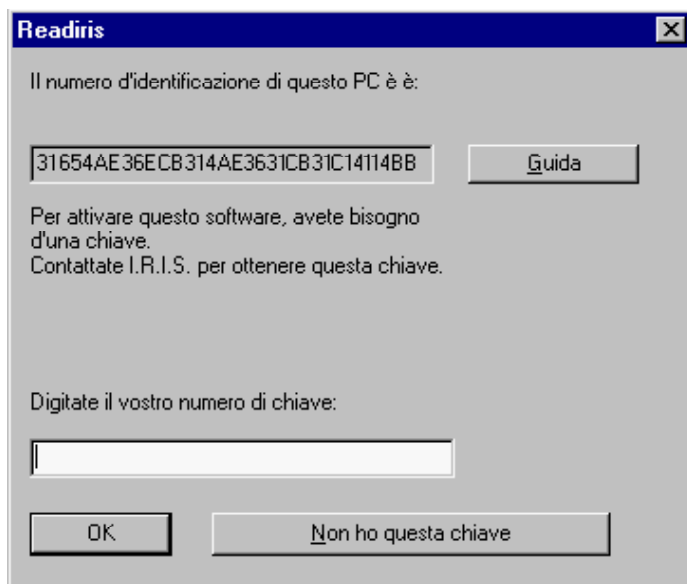 Readiris
Il numero d'identificazione di questo PC è è:
31654AE36ECB314AE3631CB31C14114BB
Guida
Per attivare questo software, avete bisogno
d'una chiave.
Contattate I.R.I.S. per ottenere questa chiave.
Digitate il vostro numero di chiave:
OK
Non ho questa chiave